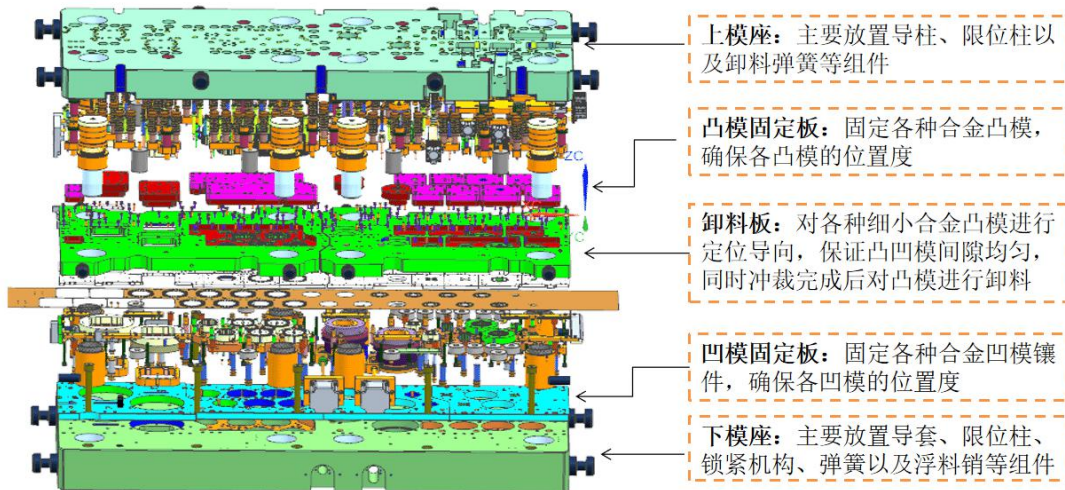 上模座：主要放置导柱、限位柱以
及卸料弹簧等组件
凸模固定板：固定各种合金凸模，
确保各凸模的位置度
ZC
卸料板：对各种细小合金凸模进行
定位导向，保证凸凹模间隙均匀，
同时冲裁完成后对凸模进行卸料
凹模固定板：固定各种合金凹模镶
件，确保各凹模的位置度
下模座：主要放置导套、限位柱、
锁紧机构、弹簧以及浮料销等组件